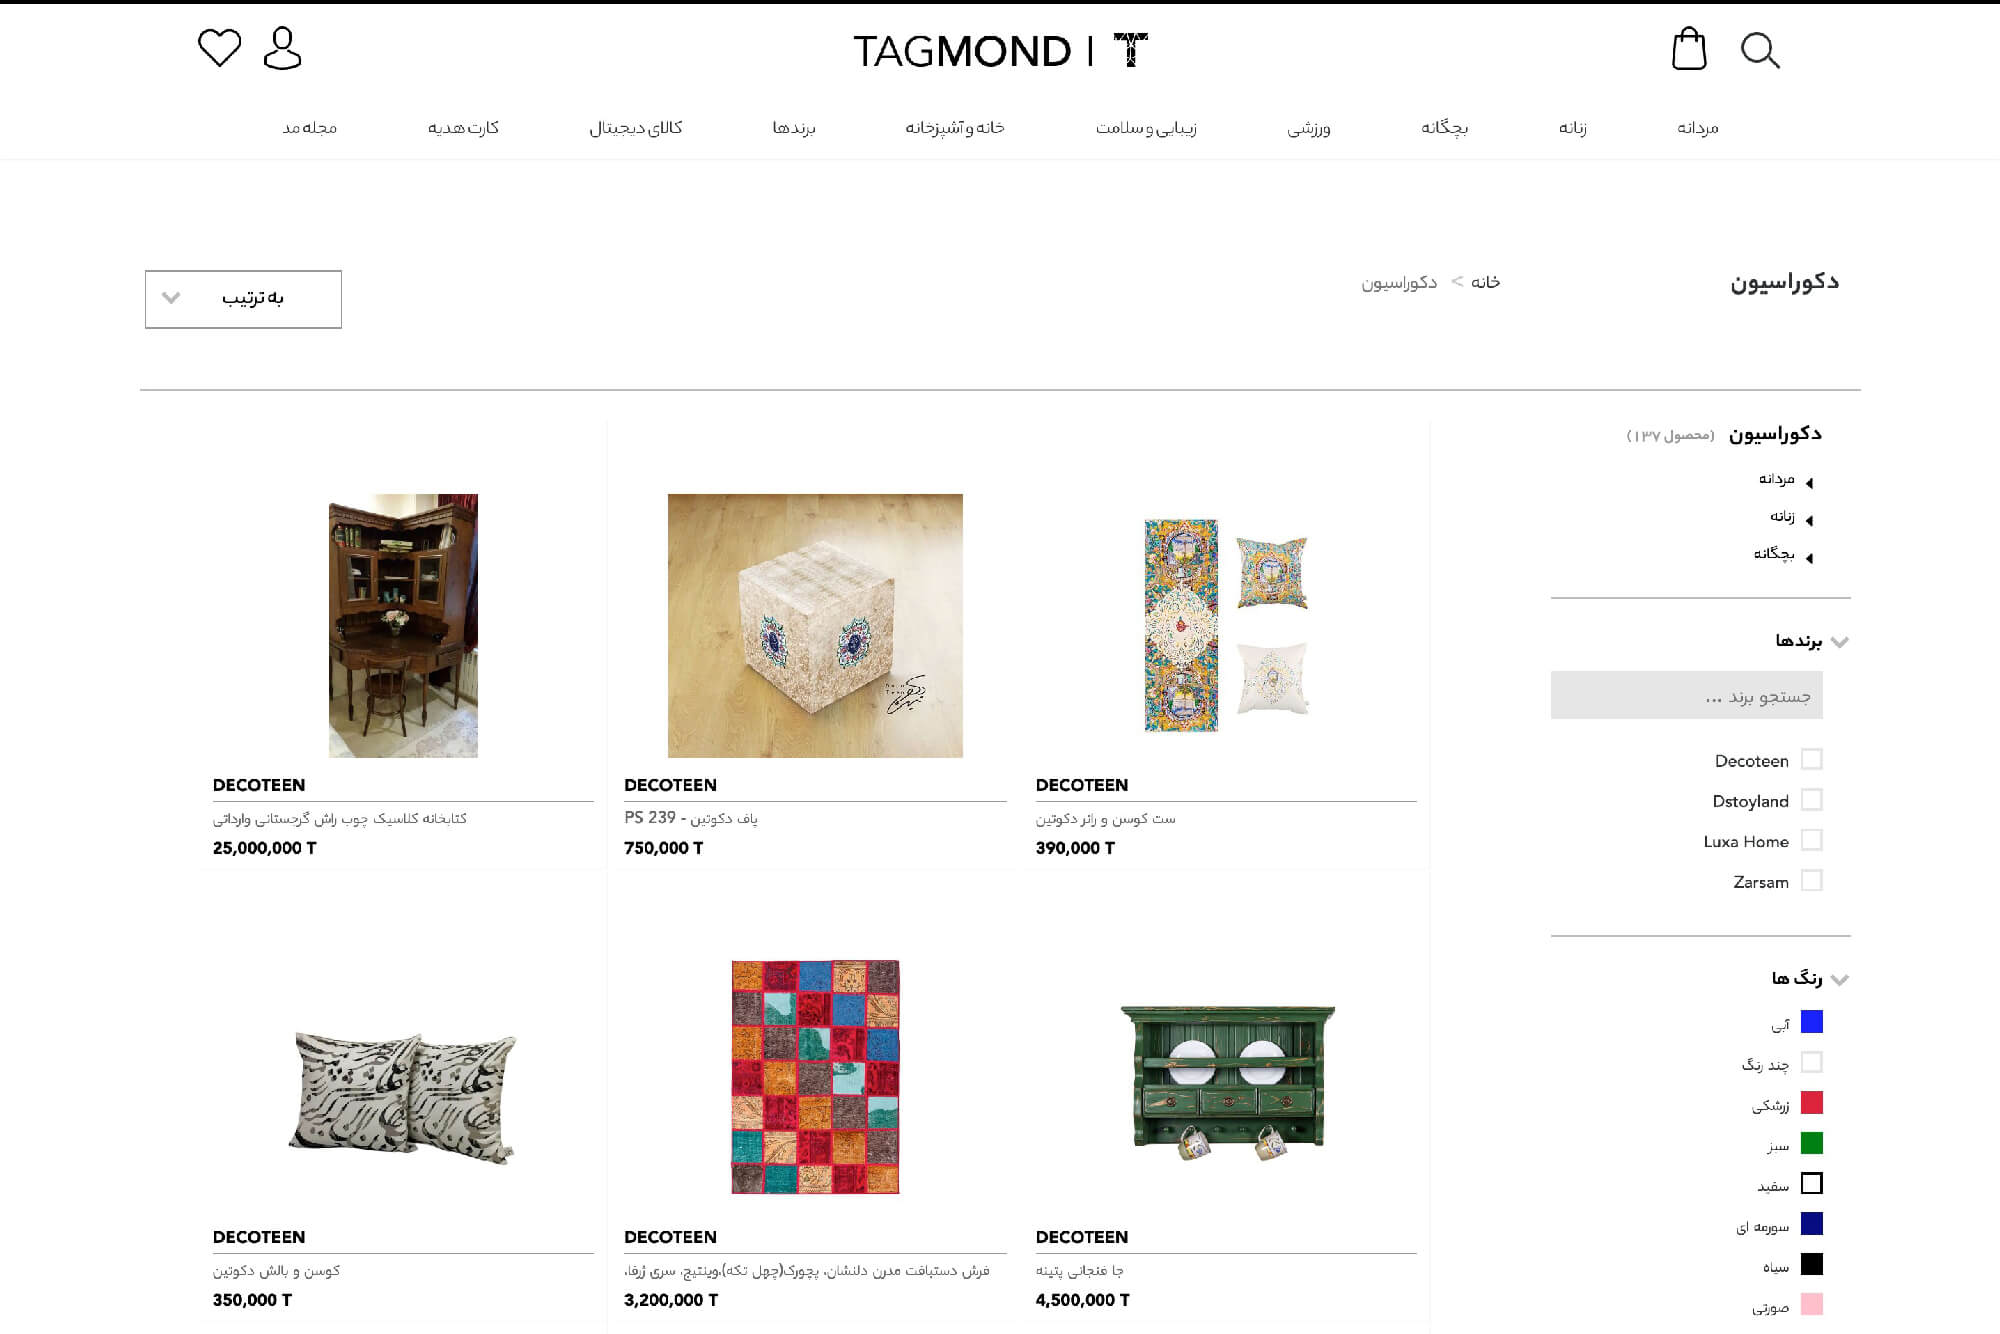 TAGMOND | T
مردانه
زنانه
بچگانه
ورزشی
زیبایی و سلامت
خانه و آشپزخانه
برندها
کالای دیجیتال
کارت هدیه
مجله مد
دکوراسیون
خانه > دکوراسیون
به ترتیب
دکوراسیون (۱۳۷ محصول)
مردانه
زنانه
بچگانه
برندها
جستجو برند ...
Decoteen
Dstoyland
Luxa Home
Zarsam
رنگ ها
آبی
چند رنگ
زرشکی
سبز
سفید
سورمه ای
سیاه
صورتی
DECOTEEN
ست کوسن و رانر دکوتین
390,000 T
DECOTEEN
پاف دکوتین - PS 239
750,000 T
DECOTEEN
کتابخانه کلاسیک چوب راش گرجستانی وارداتی
25,000,000 T
DECOTEEN
جا فنجانی پتینه
4,500,000 T
DECOTEEN
فرش دستبافت مدرن دلنشان، پچورک(چهل تکه)،وینتیج، سری ژرفا،
3,200,000 T
DECOTEEN
کوسن و بالش دکوتین
350,000 T